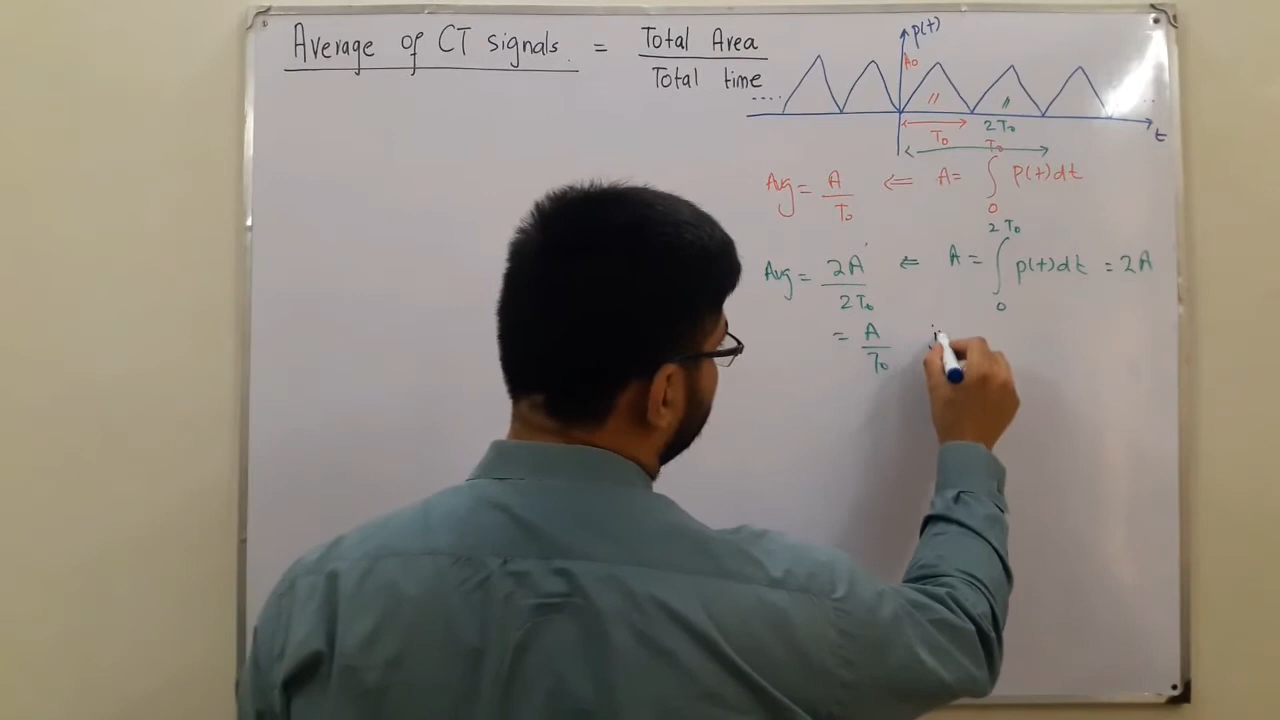 Average of CT signals = Total Area
Total time
p(t)
A0
....
T0
2T0
t
Avg = A / T0 ⇐ A = ∫ 0 T0 p(t)dt
Avg = 2A / 2T0 ⇐ A = ∫ 0 2T0 p(t)dt = 2A
= A / T0